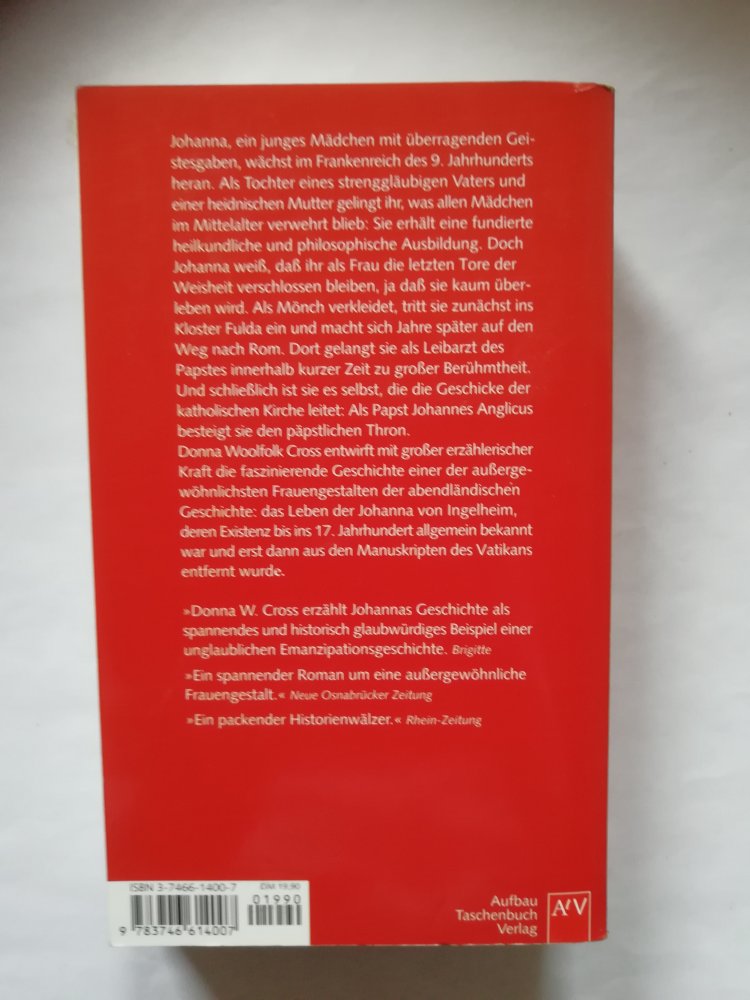 Johanna, ein junges Mädchen mit überragenden Gei-
stesgaben, wächst im Frankenreich des 9. Jahrhunderts
heran. Als Tochter eines strenggläubigen Vaters und
einer heidnischen Mutter gelingt ihr, was allen Mädchen
im Mittelalter verwehrt blieb: Sie erhält eine fundierte
heilkundliche und philosophische Ausbildung. Doch
Johanna weiß, daß ihr als Frau die letzten Tore der
Weisheit verschlossen bleiben, ja daß sie kaum über-
leben wird. Als Mönch verkleidet, tritt sie zunächst ins
Kloster Fulda ein und macht sich Jahre später auf den
Weg nach Rom. Dort gelangt sie als Leibarzt des
Papstes innerhalb kurzer Zeit zu großer Berühmtheit.
Und schließlich ist sie es selbst, die die Geschicke der
katholischen Kirche leitet: Als Papst Johannes Anglicus
besteigt sie den päpstlichen Thron.
Donna Woolfolk Cross entwirft mit großer erzählerischer
Kraft die faszinierende Geschichte einer der außerge-
wöhnlichsten Frauengestalten der abendländischen
Geschichte: das Leben der Johanna von Ingelheim,
deren Existenz bis ins 17. Jahrhundert allgemein bekannt
war und erst dann aus den Manuskripten des Vatikans
entfernt wurde.
»Donna W. Cross erzählt Johannas Geschichte als
spannendes und historisch glaubwürdiges Beispiel einer
unglaublichen Emanzipationsgeschichte. Brigitte
»Ein spannender Roman um eine außergewöhnliche
Frauengestalt.« Neue Osnabrücker Zeitung
»Ein packender Historienwälzer.« Rhein-Zeitung
ISBN 3-7466-1400-7 DM 19,90
01990
9 783746 614007
Aufbau
Taschenbuch
Verlag
AtV